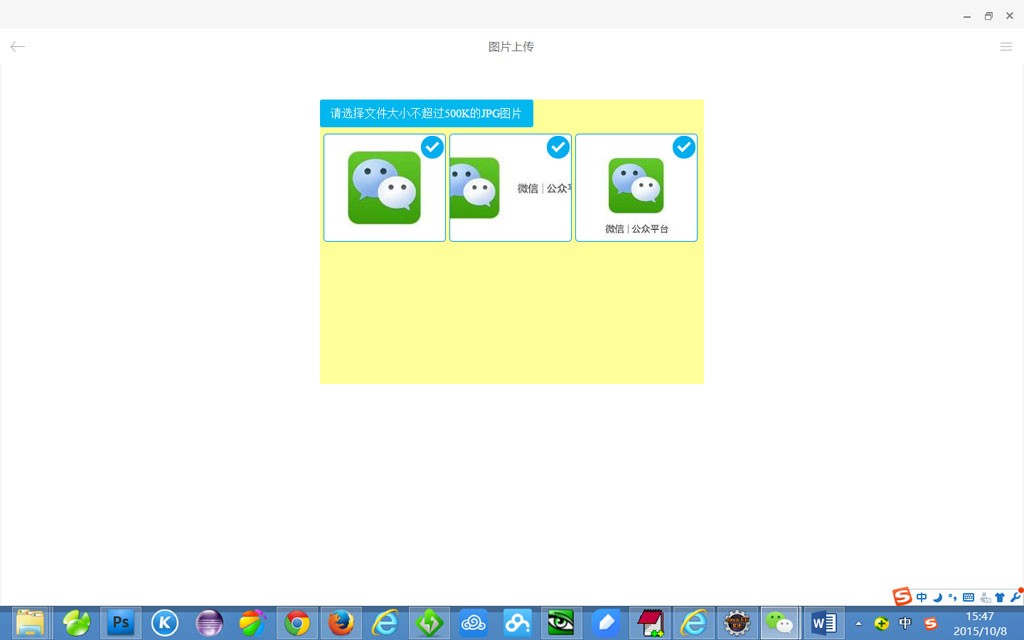 图片上传
请选择文件大小不超过500K的JPG图片
微信 | 公众平
微信 | 公众平台
中
Ps
K
W
中
S
15:47
2015/10/8